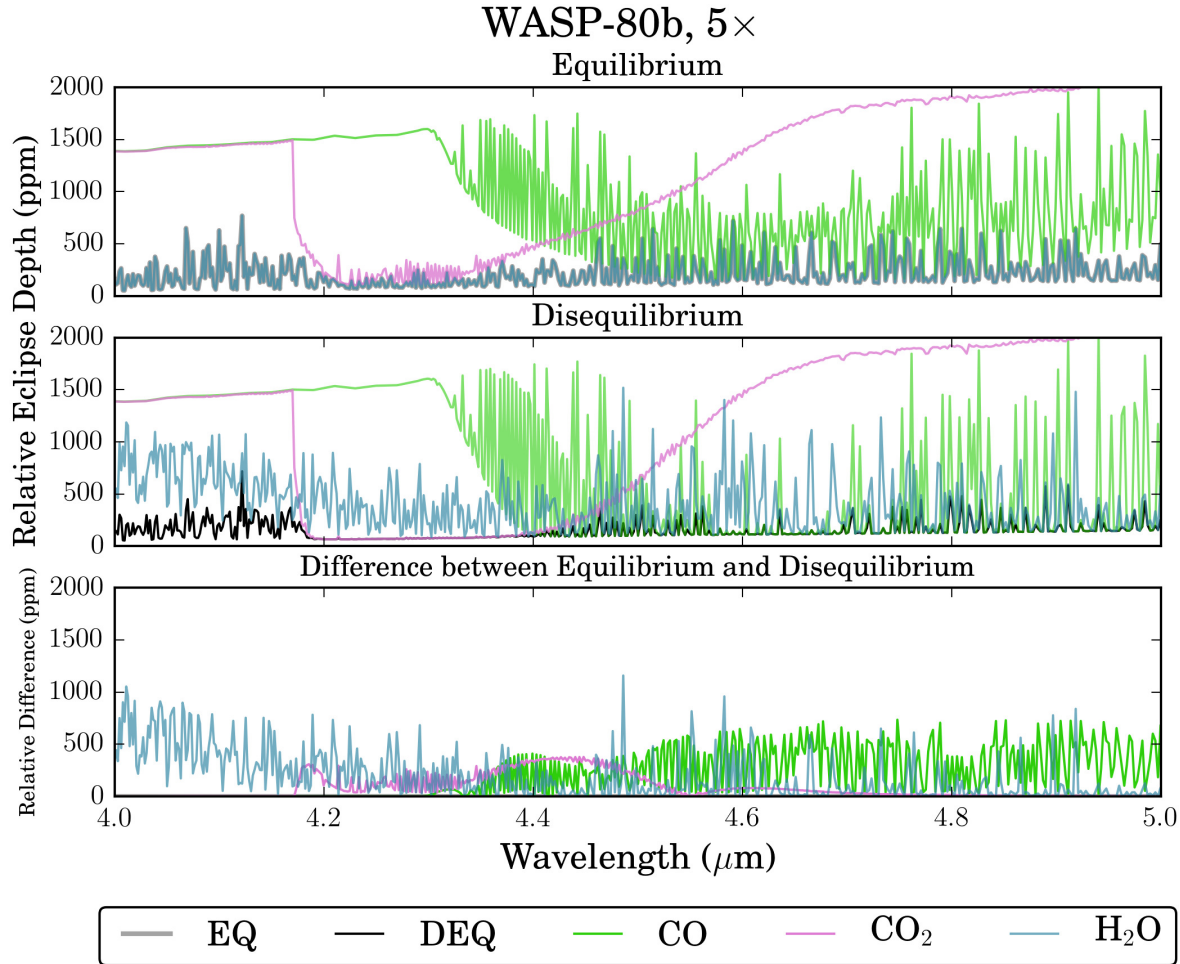 WASP-80b, 5×
Equilibrium
2000
1500
1000
500
0
Relative Eclipse Depth (ppm)
Disequilibrium
2000
1500
1000
500
0
Difference between Equilibrium and Disequilibrium
2000
1500
1000
500
0
Relative Difference (ppm)
4.0 4.2 4.4 4.6 4.8 5.0
Wavelength (μm)
EQ DEQ CO CO₂ H₂O